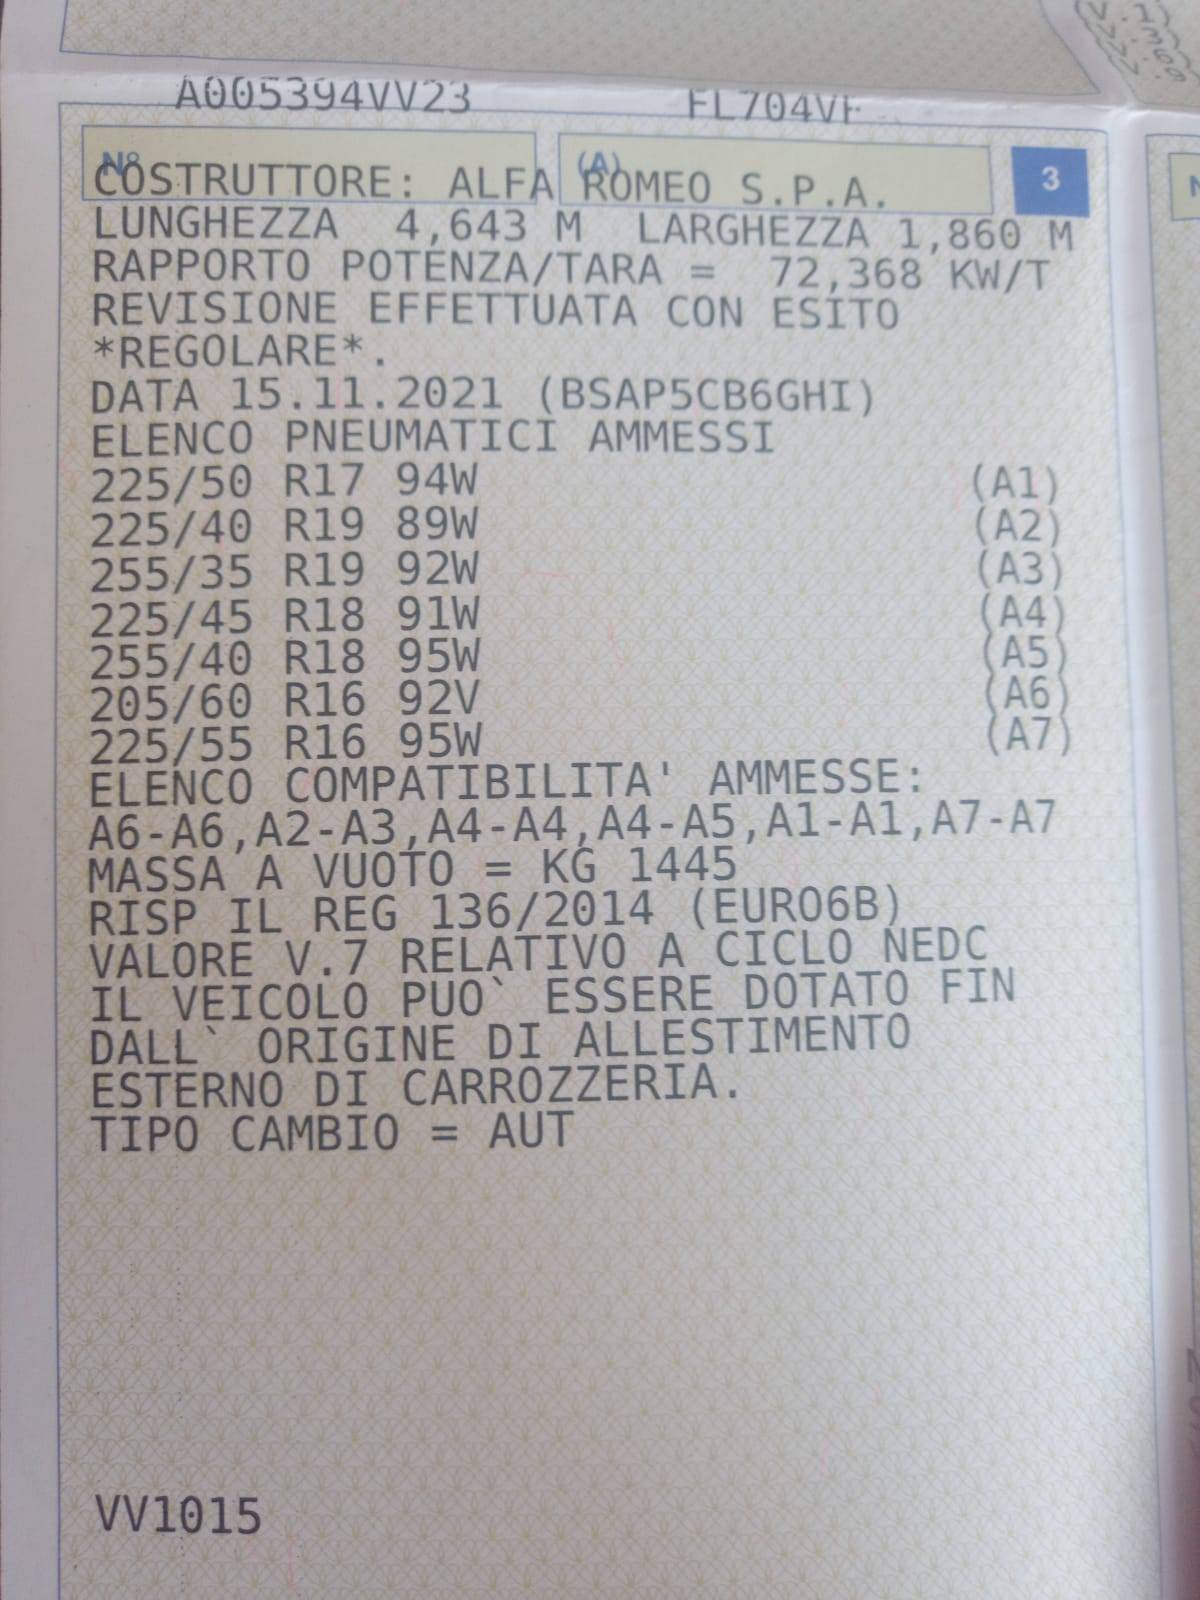 A005394VV23 FL704VF
Nº (A) 3
COSTRUTTORE: ALFA ROMEO S.P.A.
LUNGHEZZA 4,643 M LARGHEZZA 1,860 M
RAPPORTO POTENZA/TARA = 72,368 KW/T
REVISIONE EFFETTUATA CON ESITO
*REGOLARE*.
DATA 15.11.2021 (BSAP5CB6GHI)
ELENCO PNEUMATICI AMMESSI
225/50 R17 94W (A1)
225/40 R19 89W (A2)
255/35 R19 92W (A3)
225/45 R18 91W (A4)
255/40 R18 95W (A5)
205/60 R16 92V (A6)
225/55 R16 95W (A7)
ELENCO COMPATIBILITA' AMMESSE:
A6-A6,A2-A3,A4-A4,A4-A5,A1-A1,A7-A7
MASSA A VUOTO = KG 1445
RISP IL REG 136/2014 (EURO6B)
VALORE V.7 RELATIVO A CICLO NEDC
IL VEICOLO PUO` ESSERE DOTATO FIN
DALL` ORIGINE DI ALLESTIMENTO
ESTERNO DI CARROZZERIA.
TIPO CAMBIO = AUT
VV1015